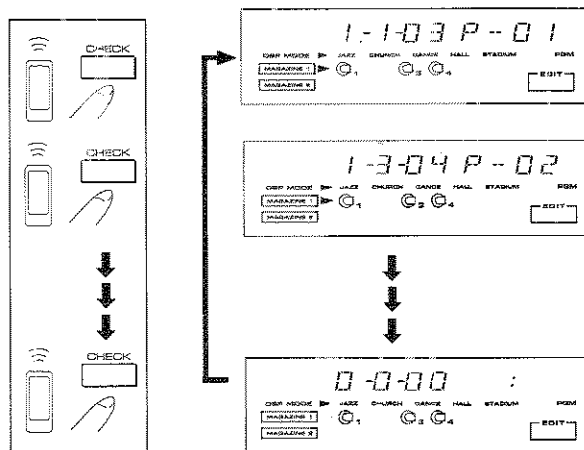 CHECK
CHECK
CHECK
1-1-03 P--01
DSP MODE JAZZ CHURCH DANCE HALL STADIUM PGM
MAGAZINE 1 1 3 4 EDIT
MAGAZINE 2
1-3-04 P--02
DSP MODE JAZZ CHURCH DANCE HALL STADIUM PGM
MAGAZINE 1 1 3 4 EDIT
MAGAZINE 2
0-0-00 :
DSP MODE JAZZ CHURCH DANCE HALL STADIUM PGM
MAGAZINE 1 1 3 4 EDIT
MAGAZINE 2